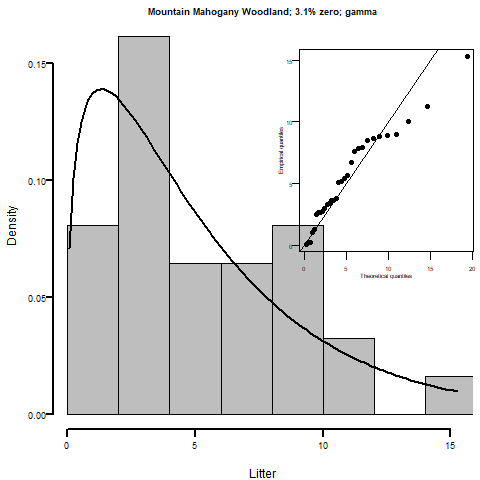 Mountain Mahogany Woodland; 3.1% zero; gamma
Density
0.15
0.10
0.05
0.00
0 5 10 15
Litter
Empirical quantiles
15
10
5
0
0 5 10 15 20
Theoretical quantiles